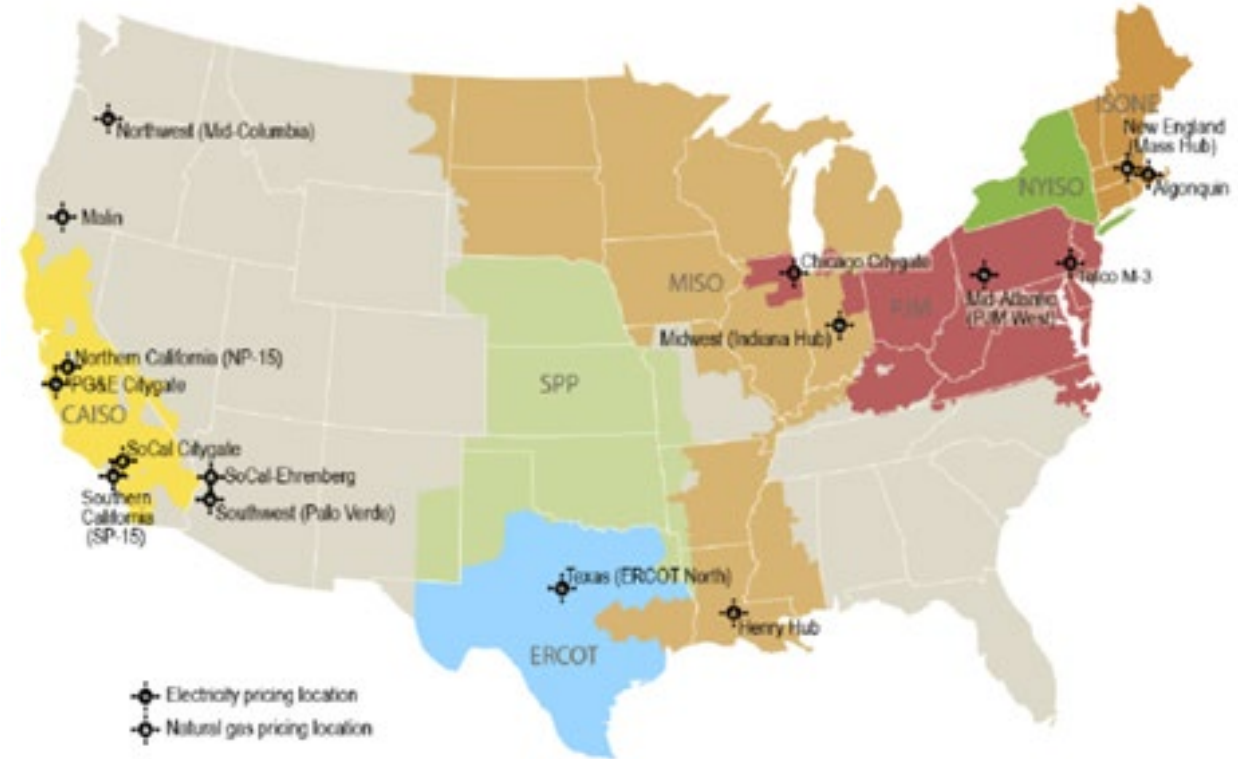 ISONE
New England
(Mass Hub)
Algonquin
Northwest (Mid-Columbia)
NYISO
Malin
Chicago Citygate
MISO
PJM
Mid-Atlantic
(PJM West)
Tetco M-3
Midwest (Indiana Hub)
Northern California (NP-15)
PG&E Citygate
SPP
CAISO
SoCal Citygate
SoCal-Ehrenberg
Southern
California
(SP-15)
Southwest (Palo Verde)
Texas (ERCOT North)
Henry Hub
ERCOT
Electricity pricing location
Natural gas pricing location